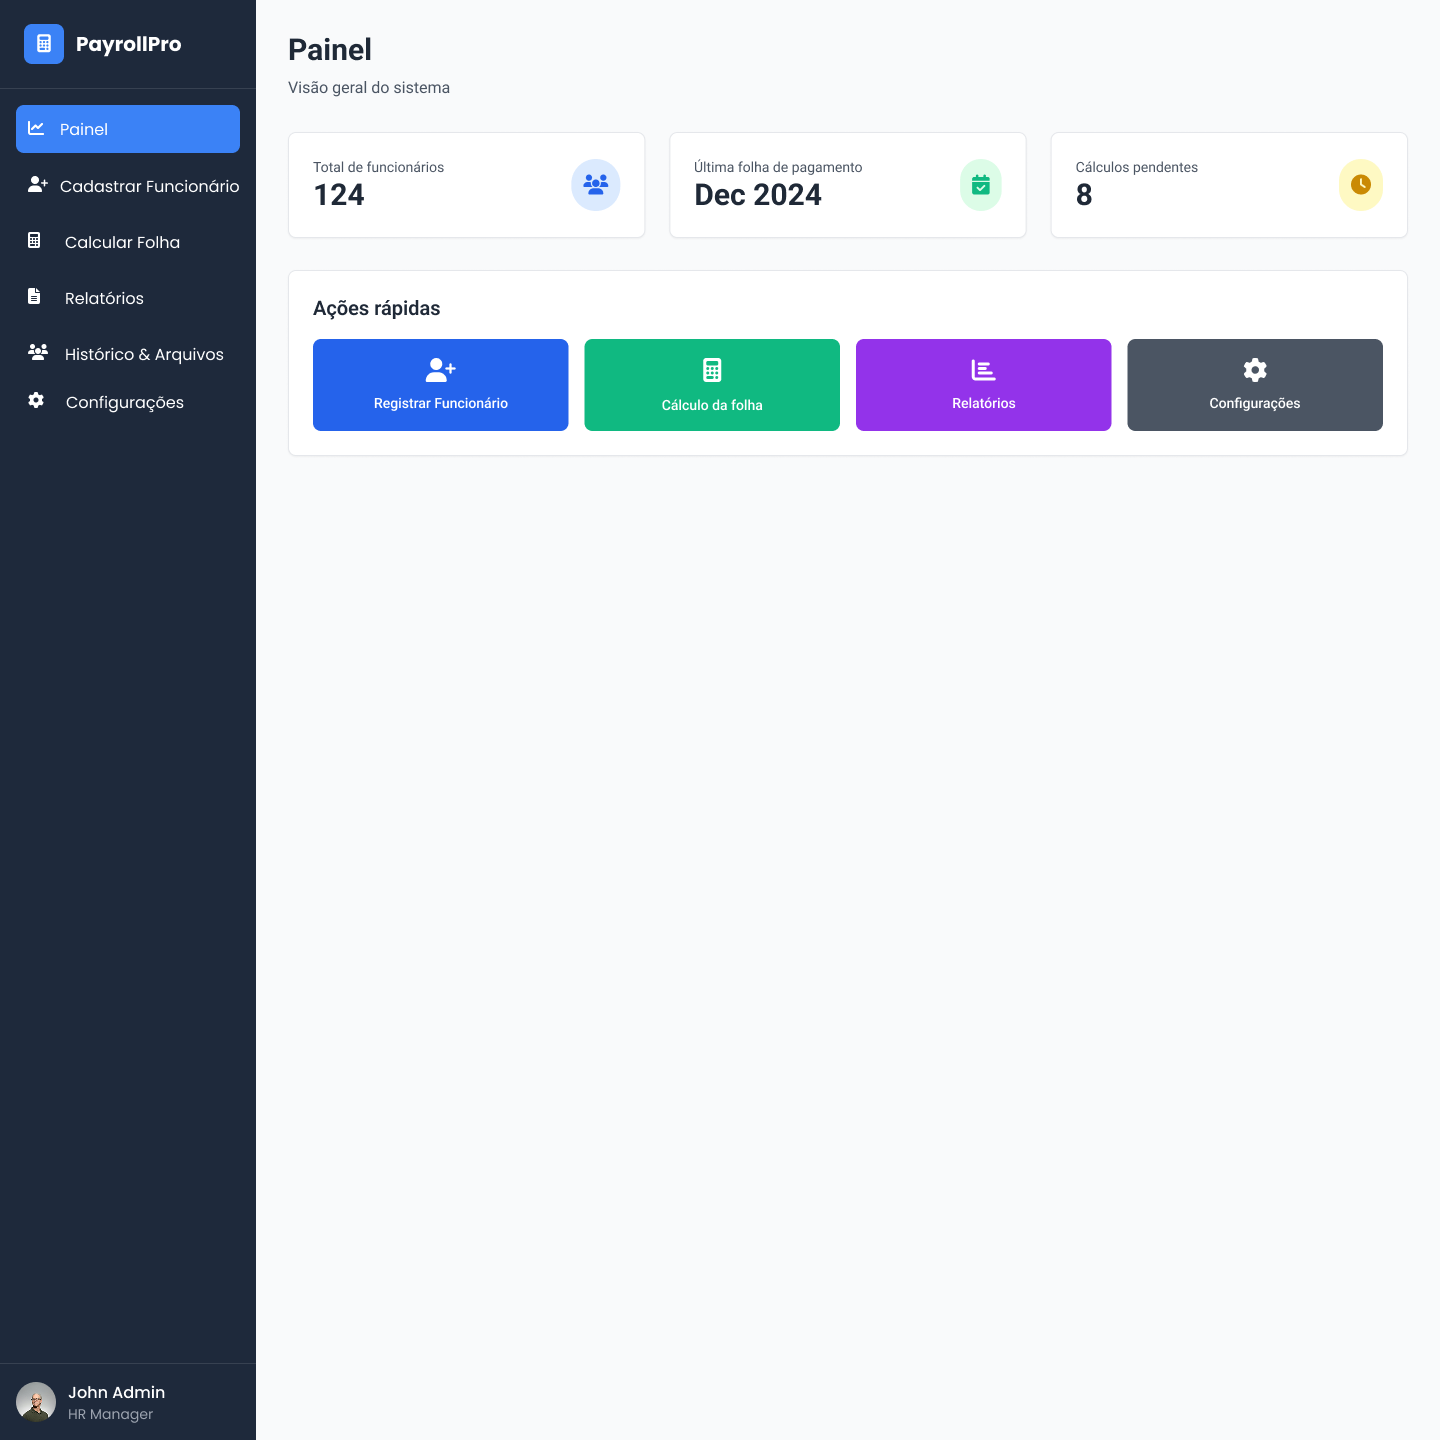 PayrollPro
Painel
Cadastrar Funcionário
Calcular Folha
Relatórios
Histórico & Arquivos
Configurações
John Admin
HR Manager
Painel
Visão geral do sistema
Total de funcionários
124
Última folha de pagamento
Dec 2024
Cálculos pendentes
8
Ações rápidas
Registrar Funcionário
Cálculo da folha
Relatórios
Configurações